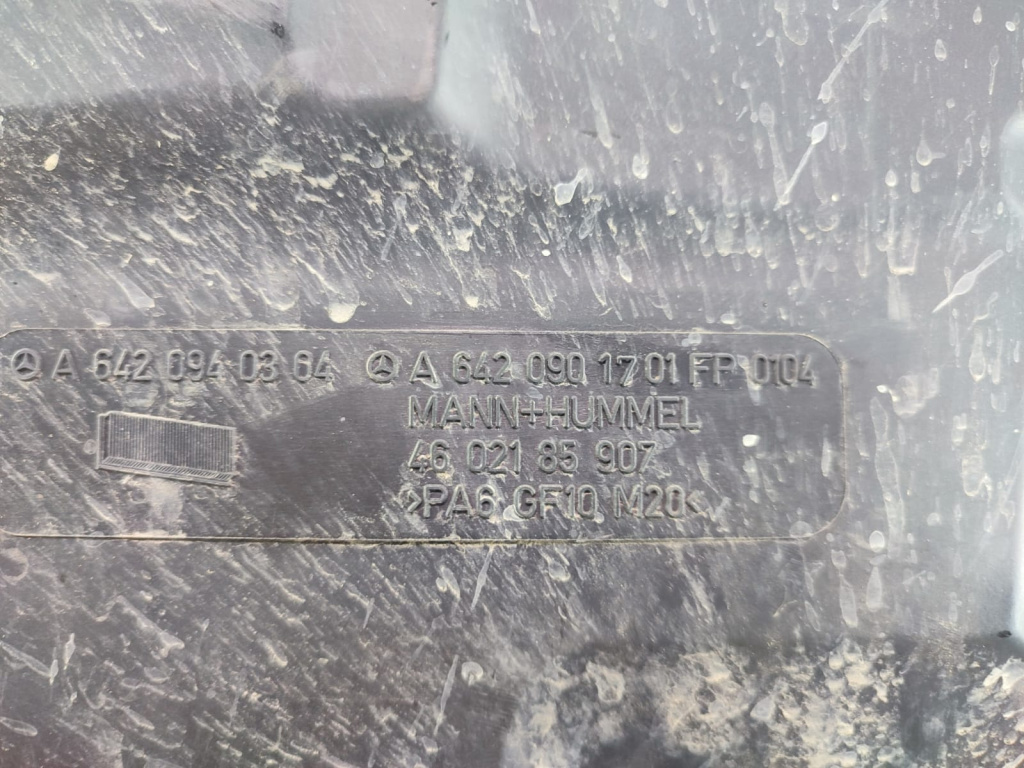 A 642 094 03 64 A 642 090 17 01 FP 0104
MANN+HUMMEL
46 021 85 907
>PA6 GF10 M20<